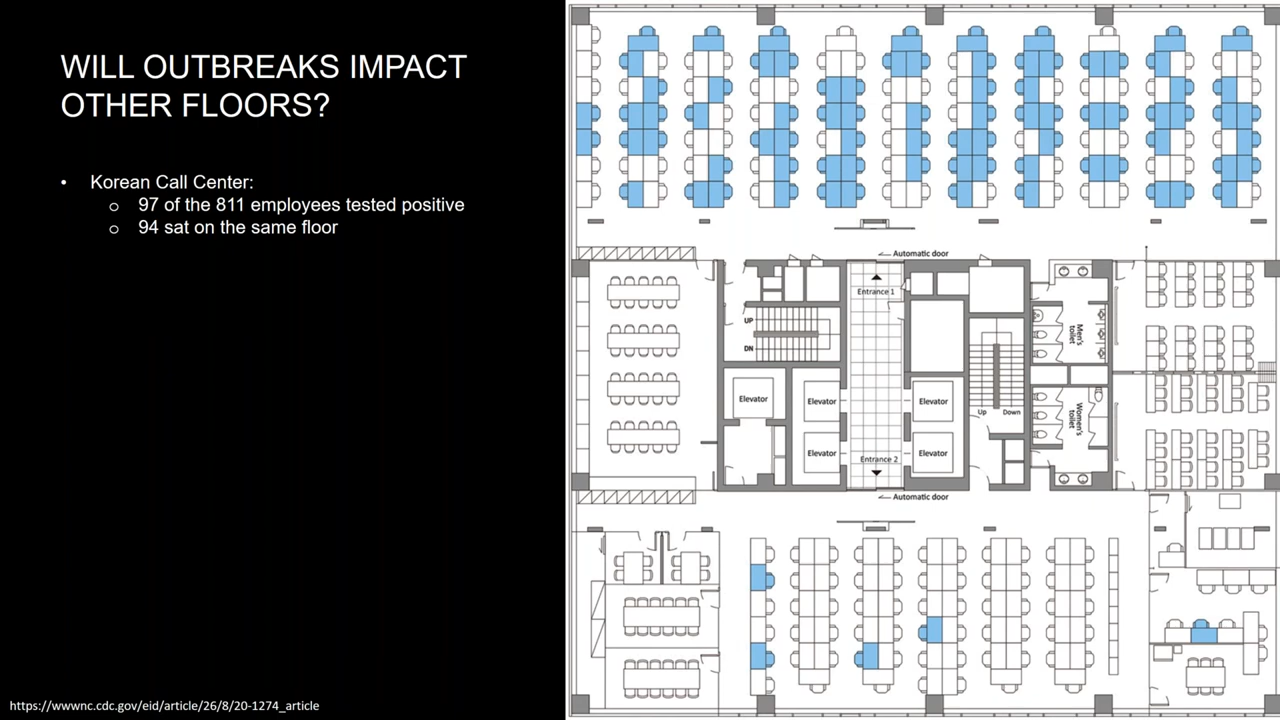 WILL OUTBREAKS IMPACT
OTHER FLOORS?
• Korean Call Center:
o 97 of the 811 employees tested positive
o 94 sat on the same floor
https://wwwnc.cdc.gov/eid/article/26/8/20-1274_article
Automatic door
Entrance 1
UP
DN
Men's
toilet
Elevator
Elevator
Elevator
Up
Down
Women's
toilet
Elevator
Elevator
Entrance 2
Automatic door